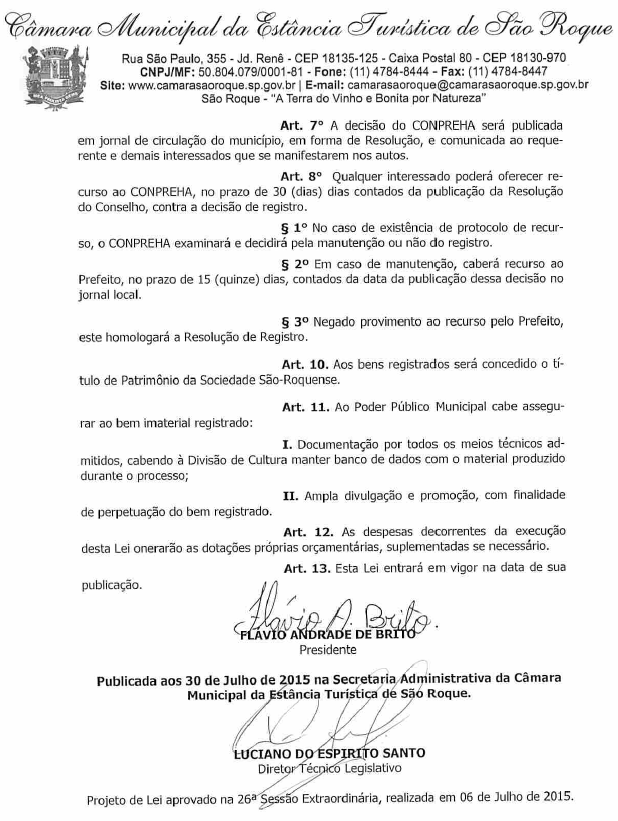 Câmara Municipal da Estância Turística de São Roque
Rua São Paulo, 355 - Jd. Renê - CEP 18135-125 - Caixa Postal 80 - CEP 18130-970
CNPJ/MF: 50.804.079/0001-81 - Fone: (11) 4784-8444 – Fax: (11) 4784-8447
Site: www.camarasaoroque.sp.gov.br | E-mail: camarasaoroque@camarasaoroque.sp.gov.br
São Roque - "A Terra do Vinho e Bonita por Natureza"
Art. 7° A decisão do CONPREHA será publicada
em jornal de circulação do município, em forma de Resolução, e comunicada ao reque-
rente e demais interessados que se manifestarem nos autos.
Art. 8° Qualquer interessado poderá oferecer re-
curso ao CONPREHA, no prazo de 30 (dias) dias contados da publicação da Resolução
do Conselho, contra a decisão de registro.
§ 1° No caso de existência de protocolo de recur-
so, o CONPREHA examinará e decidirá pela manutenção ou não do registro.
§ 2º Em caso de manutenção, caberá recurso ao
Prefeito, no prazo de 15 (quinze) dias, contados da data da publicação dessa decisão no
jornal local.
§ 3º Negado provimento ao recurso pelo Prefeito,
este homologará a Resolução de Registro.
Art. 10. Aos bens registrados será concedido o tí-
tulo de Patrimônio da Sociedade São-Roquense.
Art. 11. Ao Poder Público Municipal cabe assegu-
rar ao bem imaterial registrado:
I. Documentação por todos os meios técnicos ad-
mitidos, cabendo à Divisão de Cultura manter banco de dados com o material produzido
durante o processo;
II. Ampla divulgação e promoção, com finalidade
de perpetuação do bem registrado.
Art. 12. As despesas decorrentes da execução
desta Lei onerarão as dotações próprias orçamentárias, suplementadas se necessário.
Art. 13. Esta Lei entrará em vigor na data de sua
publicação.
Flávio A. Brito.
FLÁVIO ANDRADE DE BRITO
Presidente
Publicada aos 30 de Julho de 2015 na Secretaria Administrativa da Câmara
Municipal da Estância Turística de São Roque.
LUCIANO DO ESPIRITO SANTO
Diretor Técnico Legislativo
Projeto de Lei aprovado na 26ª Sessão Extraordinária, realizada em 06 de Julho de 2015.